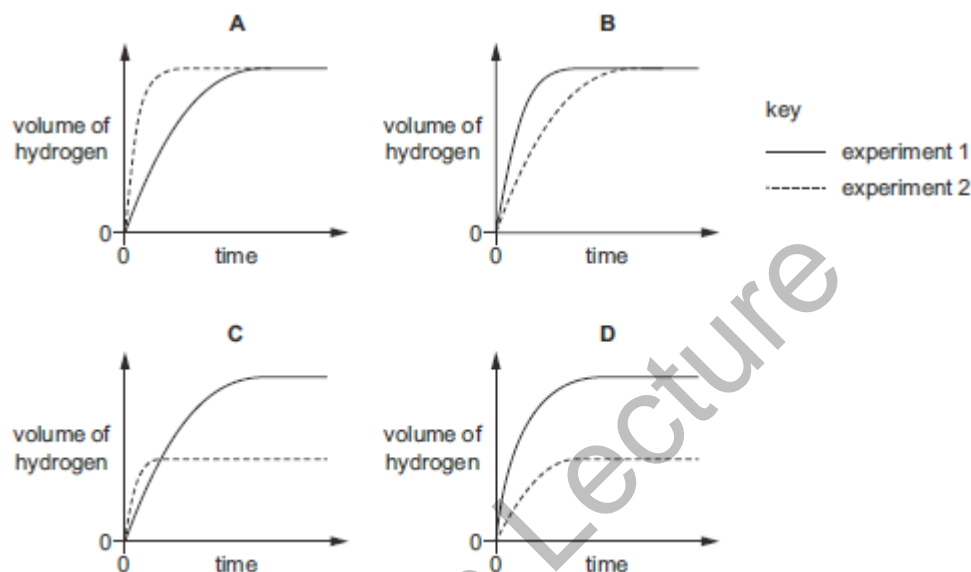 A
B
volume of
hydrogen
0
0
time
volume of
hydrogen
0
0
time
key
experiment 1
experiment 2
C
D
volume of
hydrogen
0
0
time
volume of
hydrogen
0
0
time
Lecture